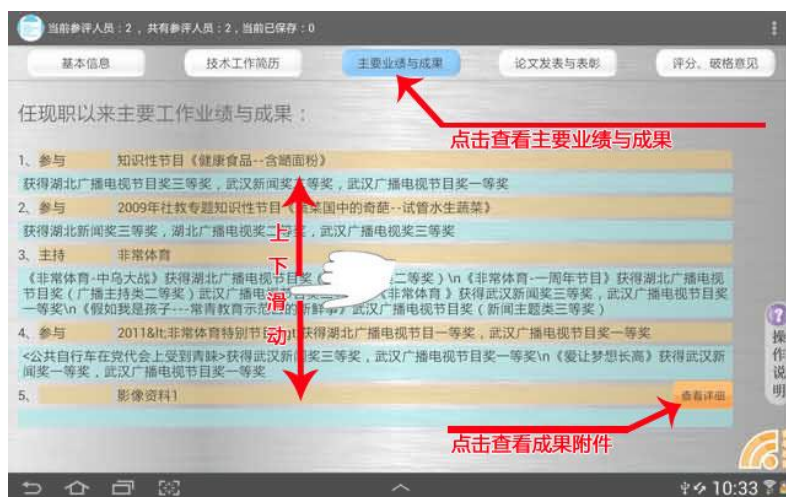 当前参评人员：2，共有参评人员：2，当前已保存：0
基本信息 技术工作简历 主要业绩与成果 论文发表与表彰 评分、破格意见
任现职以来主要工作业绩与成果：
点击查看主要业绩与成果
1、参与 知识性节目《健康食品--含硒面粉》
获得湖北广播电视节目奖三等奖，武汉新闻奖 等奖，武汉广播电视节目奖一等奖
2、参与 2009年社教专题知识性节目 菜园中的奇葩--试管水生蔬菜》
获得湖北新闻奖三等奖，湖北广播电视奖 等奖，武汉广播电视奖三等奖
3、主持 非常体育
《非常体育-中乌大战》获得湖北广播电视节目奖（ 二等奖）\n《非常体育-一周年节目》获得湖北广播电视
节目奖（广播主持类二等奖）武汉广播电 《非常体育》获得武汉新闻奖三等奖，武汉广播电视节目奖
一等奖\n《假如我是孩子---常青教育示范 的新鲜事》武汉广播电视节目奖（新闻主题类三等奖）
4、参与 2011&lt;非常体育特别节 gt 获得湖北广播电视节目一等奖，武汉广播电视节目奖一等奖
<公共自行车在党代会上受到青睐>获得武汉新闻奖三等奖，武汉广播电视节目奖一等奖\n《爱让梦想长高》获得武汉新
闻奖一等奖，武汉广播电视节目奖一等奖
5、 影像资料1 查看详细
上
下
滑
动
?
操
作
说
明
点击查看成果附件
10:33